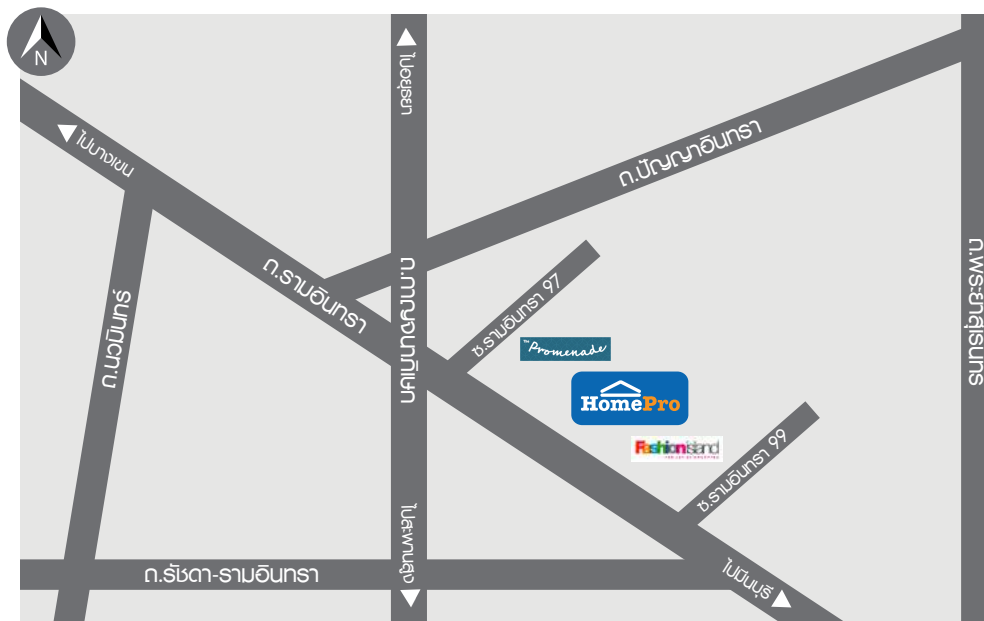 N
ไปอยุธยา
ไปบางเขน
ถ.ปัญญาอินทรา
ถ.รามอินทรา
ถ.กาญจนาภิเษก
ถ.พระยาสุเรนทร์
ถ.นวมินทร์
ซ.รามอินทรา 97
The Promenade
HomePro
Fashion Island
ซ.รามอินทรา 99
ไปสะพานสูง
ถ.รัชดา-รามอินทรา
ไปมีนบุรี